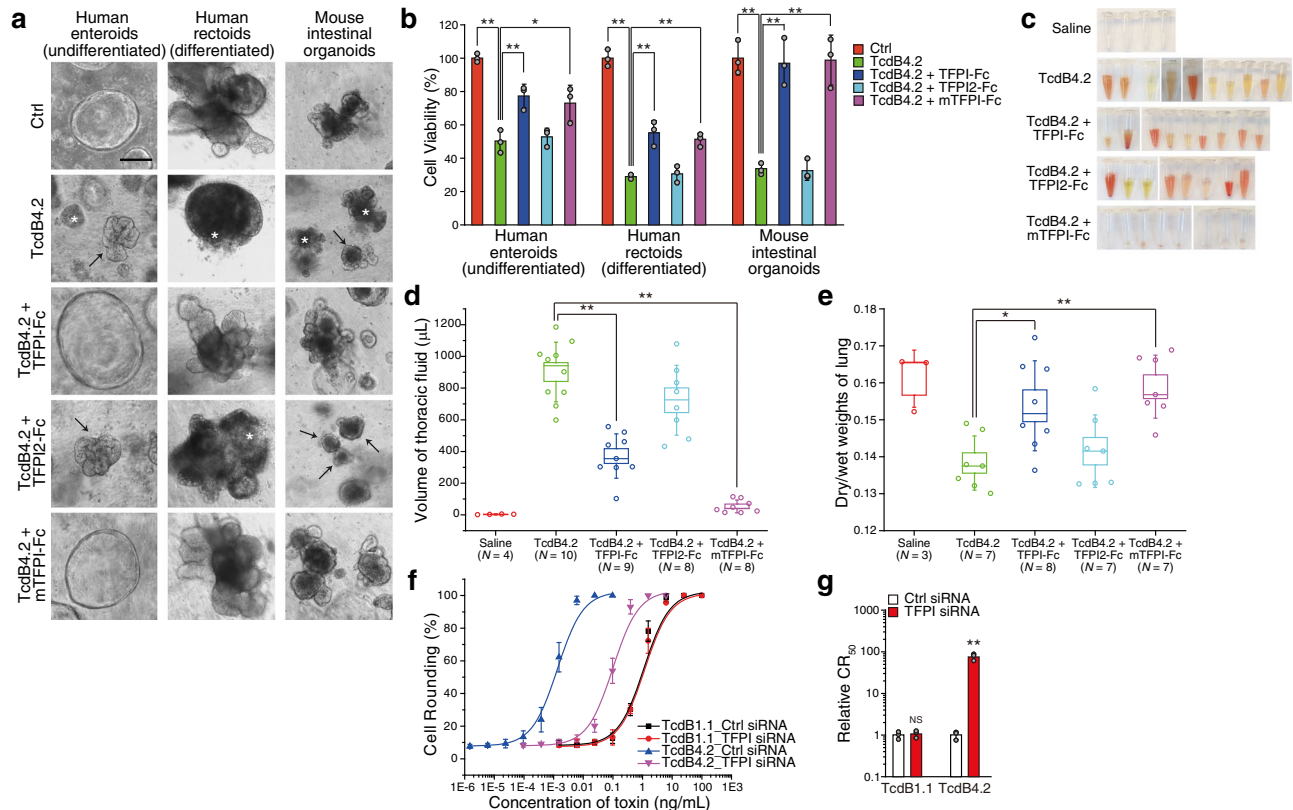 a
Human enteroids (undifferentiated)
Human rectoids (differentiated)
Mouse intestinal organoids
Ctrl
TcdB4.2
TcdB4.2 + TFPI-Fc
TcdB4.2 + TFPI2-Fc
TcdB4.2 + mTFPI-Fc
*
*
*
*
*
b
Cell Viability (%)
120
100
80
60
40
20
0
** * **
** ** **
** ** **
Human enteroids (undifferentiated)
Human rectoids (differentiated)
Mouse intestinal organoids
Ctrl
TcdB4.2
TcdB4.2 + TFPI-Fc
TcdB4.2 + TFPI2-Fc
TcdB4.2 + mTFPI-Fc
c
Saline
TcdB4.2
TcdB4.2 + TFPI-Fc
TcdB4.2 + TFPI2-Fc
TcdB4.2 + mTFPI-Fc
d
Volume of thoracic fluid (μL)
1200
1000
800
600
400
200
0
**
**
Saline (N = 4)
TcdB4.2 (N = 10)
TcdB4.2 + TFPI-Fc (N = 9)
TcdB4.2 + TFPI2-Fc (N = 8)
TcdB4.2 + mTFPI-Fc (N = 8)
e
Dry/wet weights of lung
0.18
0.17
0.16
0.15
0.14
0.13
0.12
**
*
Saline (N = 3)
TcdB4.2 (N = 7)
TcdB4.2 + TFPI-Fc (N = 8)
TcdB4.2 + TFPI2-Fc (N = 7)
TcdB4.2 + mTFPI-Fc (N = 7)
f
Cell Rounding (%)
100
80
60
40
20
0
TcdB1.1_Ctrl siRNA
TcdB1.1_TFPI siRNA
TcdB4.2_Ctrl siRNA
TcdB4.2_TFPI siRNA
1E-6 1E-5 1E-4 1E-3 0.01 0.1 1 10 100 1E3
Concentration of toxin (ng/mL)
g
Ctrl siRNA
TFPI siRNA
Relative CR50
1000
100
10
1
0.1
NS
**
TcdB1.1 TcdB4.2